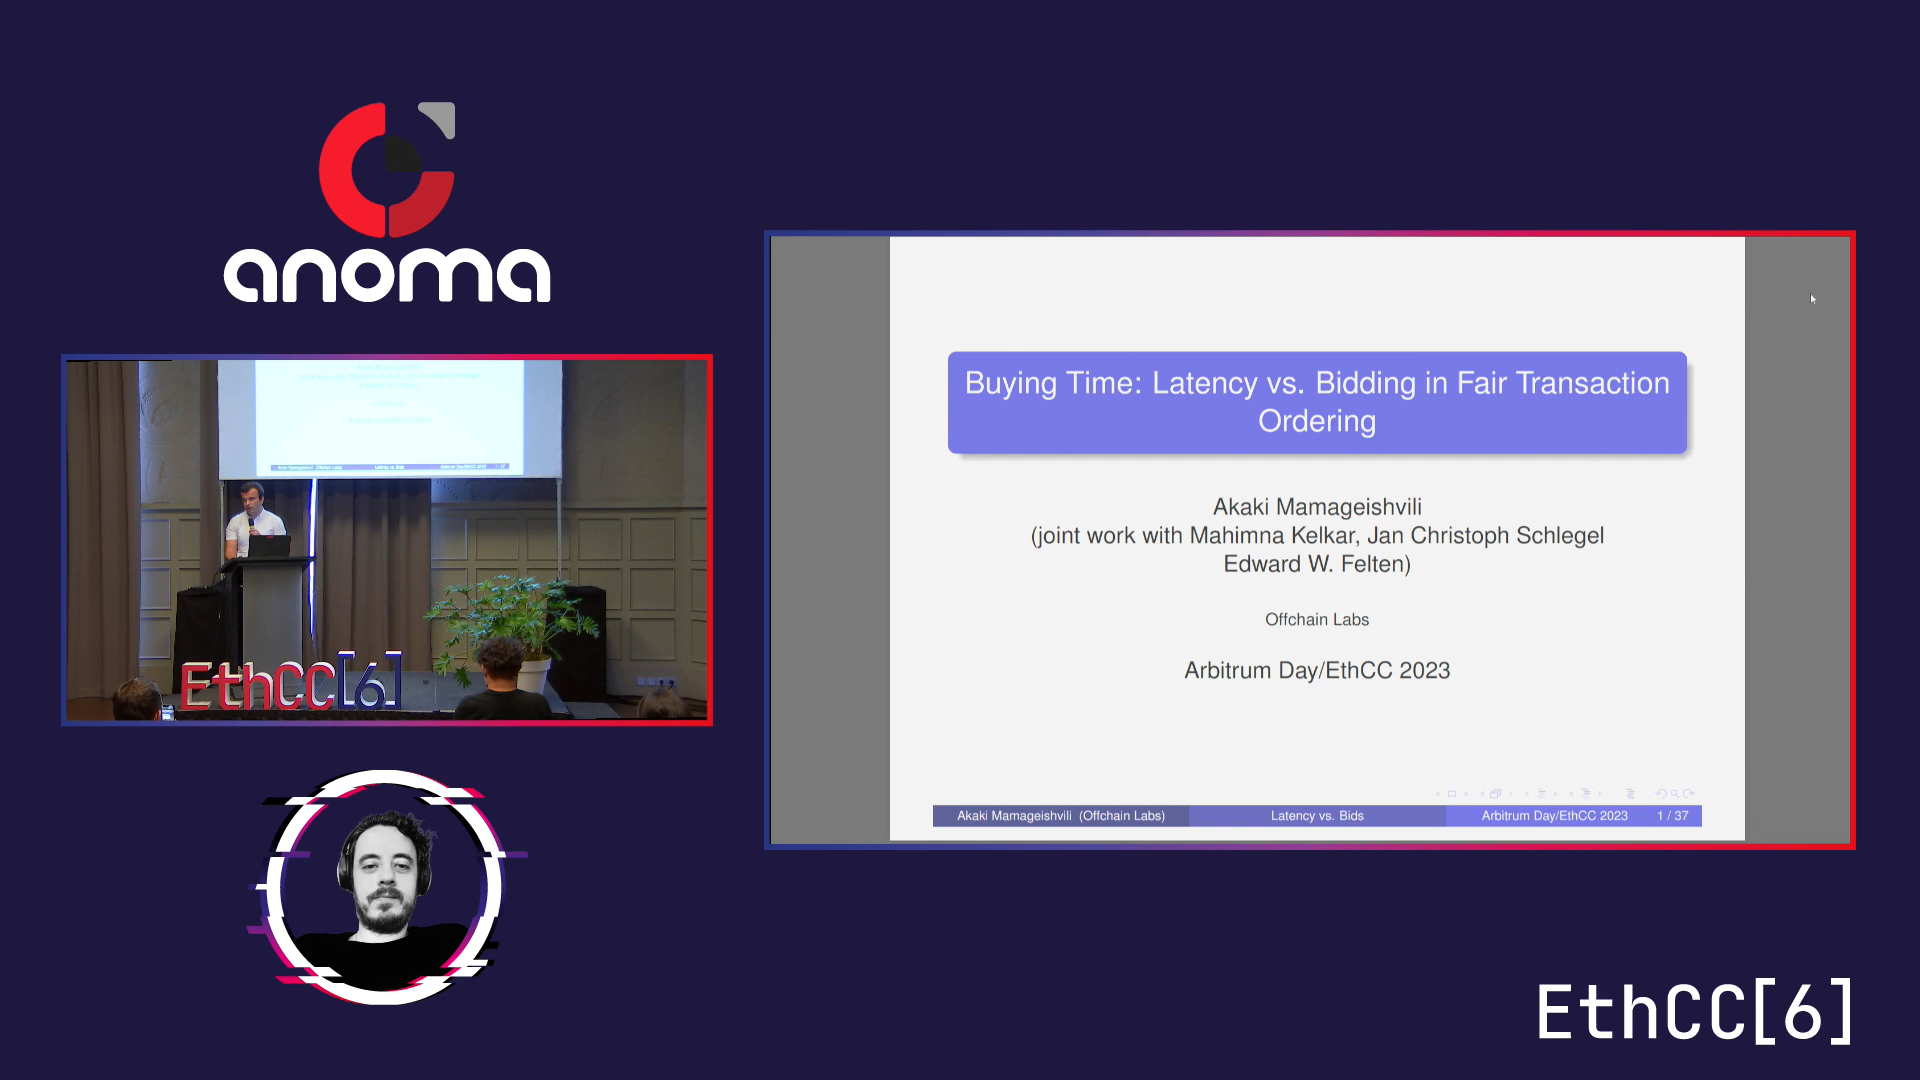 anoma
EthCC[6]
Buying Time: Latency vs. Bidding in Fair Transaction
Ordering
Akaki Mamageishvili
(joint work with Mahimna Kelkar, Jan Christoph Schlegel
Edward W. Felten)
Offchain Labs
Arbitrum Day/EthCC 2023
Akaki Mamageishvili (Offchain Labs)
Latency vs. Bids
Arbitrum Day/EthCC 2023
1 / 37
EthCC[6]